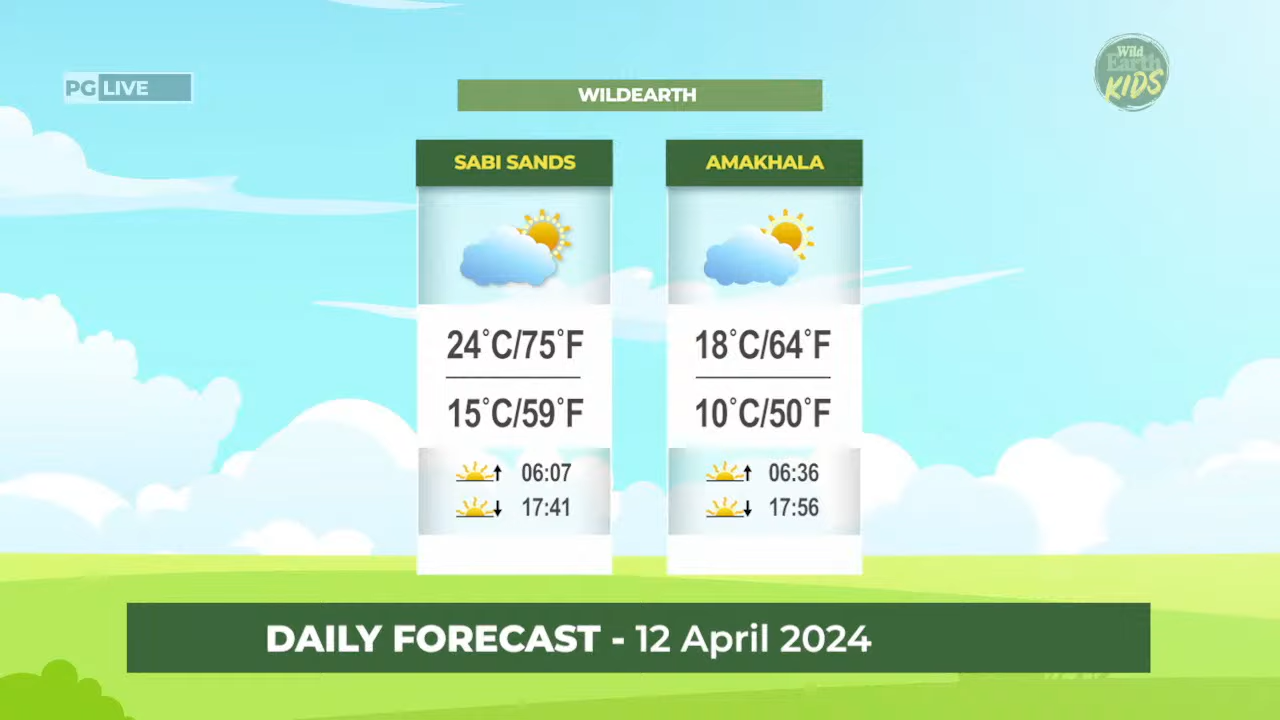 Wild
Earth
KIDS
PG LIVE
WILDEARTH
SABI SANDS
24°C/75°F
15°C/59°F
06:07
17:41
AMAKHALA
18°C/64°F
10°C/50°F
06:36
17:56
DAILY FORECAST - 12 April 2024